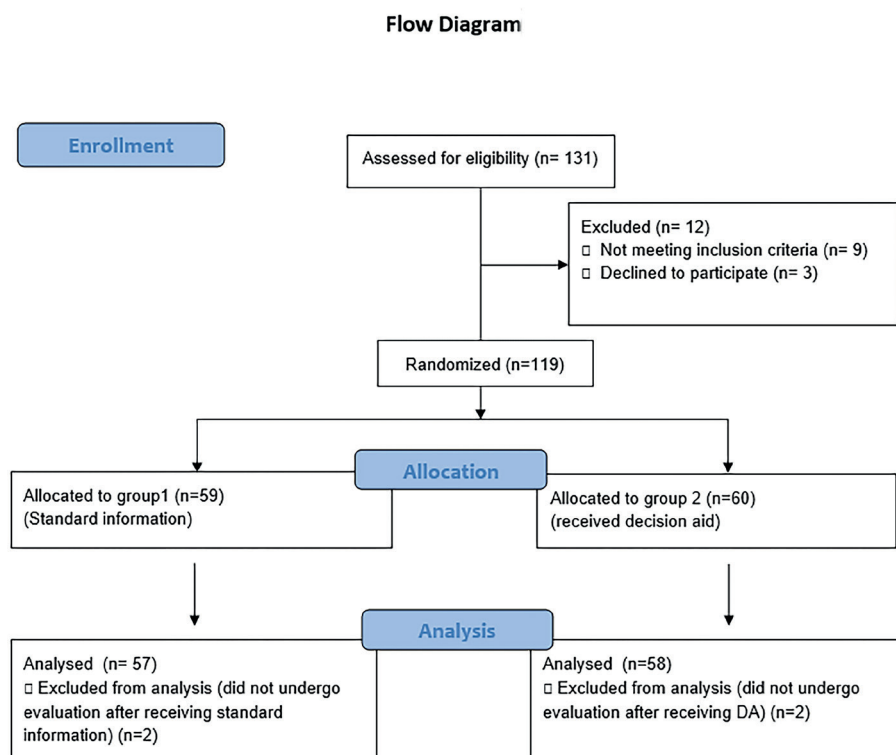 Flow Diagram
Enrollment
Assessed for eligibility (n= 131)
Excluded (n= 12)
□ Not meeting inclusion criteria (n= 9)
□ Declined to participate (n= 3)
Randomized (n=119)
Allocation
Allocated to group1 (n=59)
(Standard information)
Allocated to group 2 (n=60)
(received decision aid)
Analysis
Analysed (n= 57)
□ Excluded from analysis (did not undergo
evaluation after receiving standard
information) (n=2)
Analysed (n=58)
□ Excluded from analysis (did not undergo
evaluation after receiving DA) (n=2)